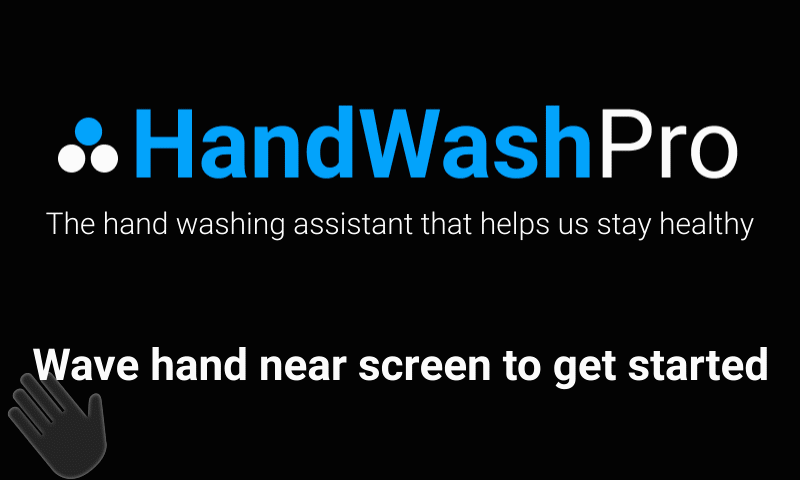 HandWashPro
The hand washing assistant that helps us stay healthy
Wave hand near screen to get started